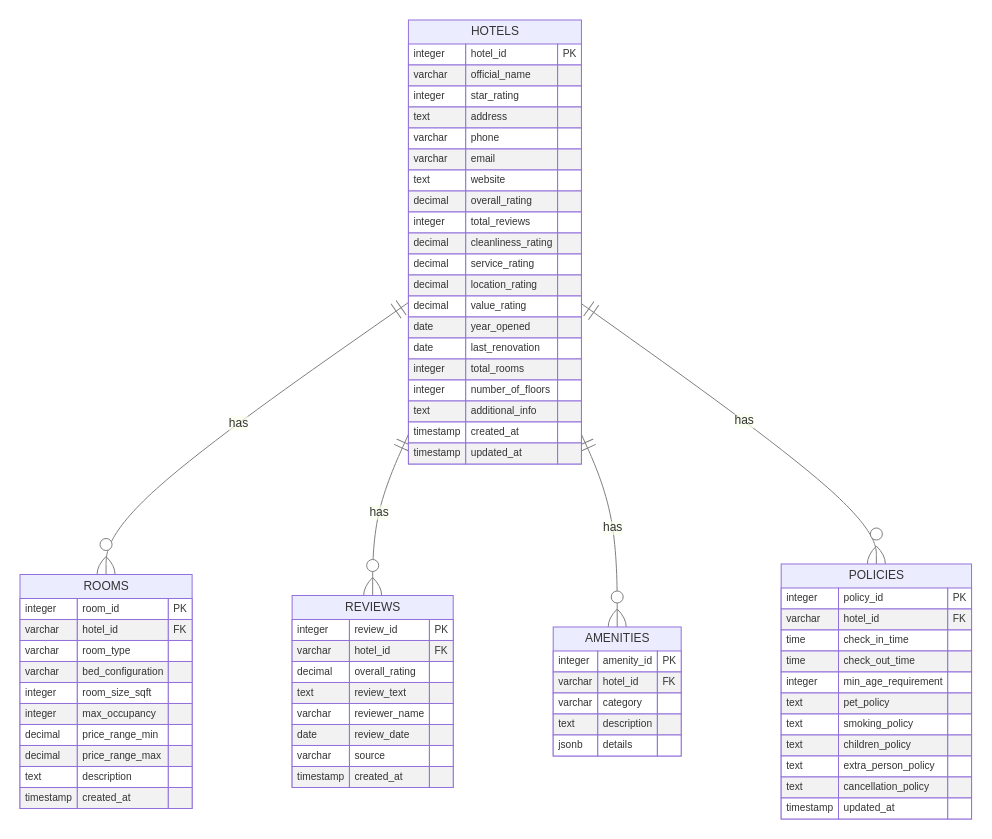 HOTELS
integer hotel_id PK
varchar official_name
integer star_rating
text address
varchar phone
varchar email
text website
decimal overall_rating
integer total_reviews
decimal cleanliness_rating
decimal service_rating
decimal location_rating
decimal value_rating
date year_opened
date last_renovation
integer total_rooms
integer number_of_floors
text additional_info
timestamp created_at
timestamp updated_at
has
has
has
has
ROOMS
integer room_id PK
varchar hotel_id FK
varchar room_type
varchar bed_configuration
integer room_size_sqft
integer max_occupancy
decimal price_range_min
decimal price_range_max
text description
timestamp created_at
REVIEWS
integer review_id PK
varchar hotel_id FK
decimal overall_rating
text review_text
varchar reviewer_name
date review_date
varchar source
timestamp created_at
AMENITIES
integer amenity_id PK
varchar hotel_id FK
varchar category
text description
jsonb details
POLICIES
integer policy_id PK
varchar hotel_id FK
time check_in_time
time check_out_time
integer min_age_requirement
text pet_policy
text smoking_policy
text children_policy
text extra_person_policy
text cancellation_policy
timestamp updated_at